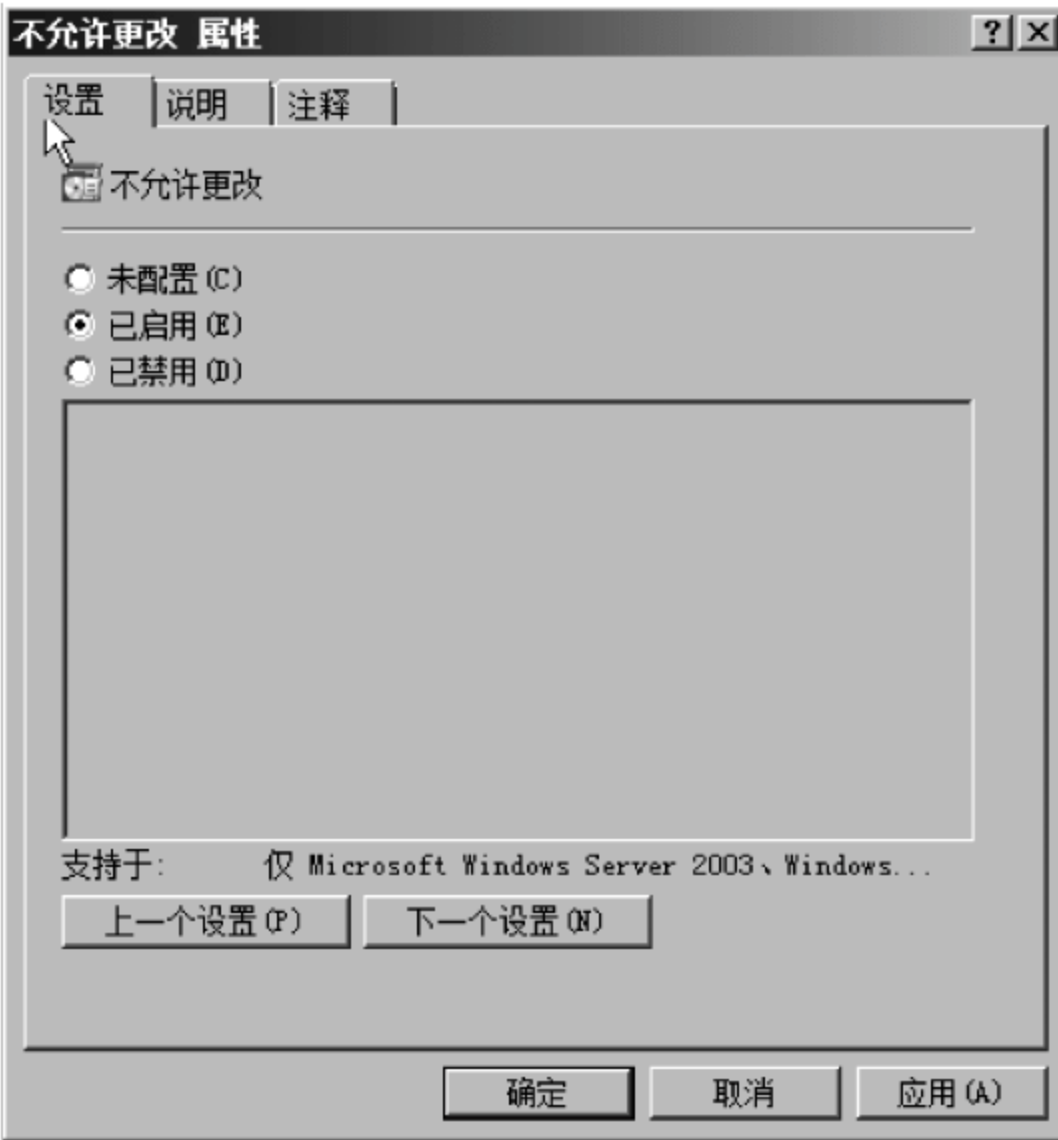 不允许更改 属性
设置 说明 注释
不允许更改
未配置(C)
已启用(E)
已禁用(D)
支持于: 仅 Microsoft Windows Server 2003、Windows...
上一个设置(P) 下一个设置(N)
确定 取消 应用(A)